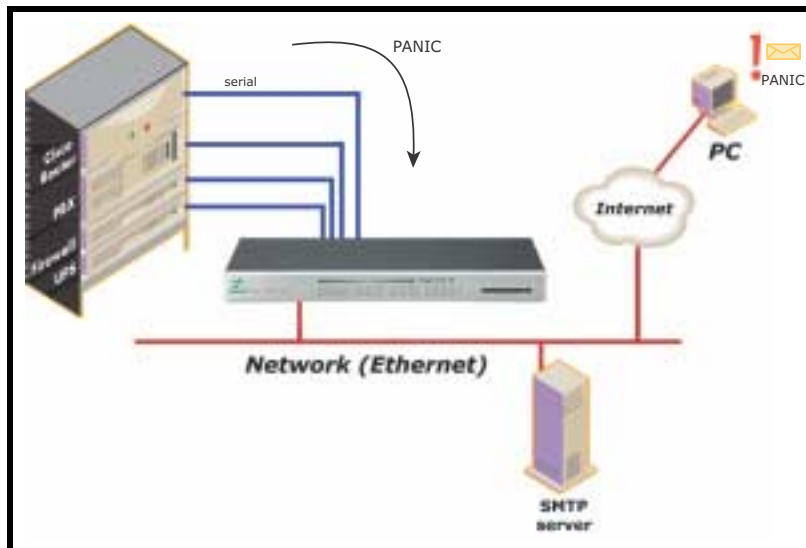 PANIC
serial
PANIC
PC
Cisco
Router
PBX
Firewall
UPS
Internet
Network (Ethernet)
SMTP
server